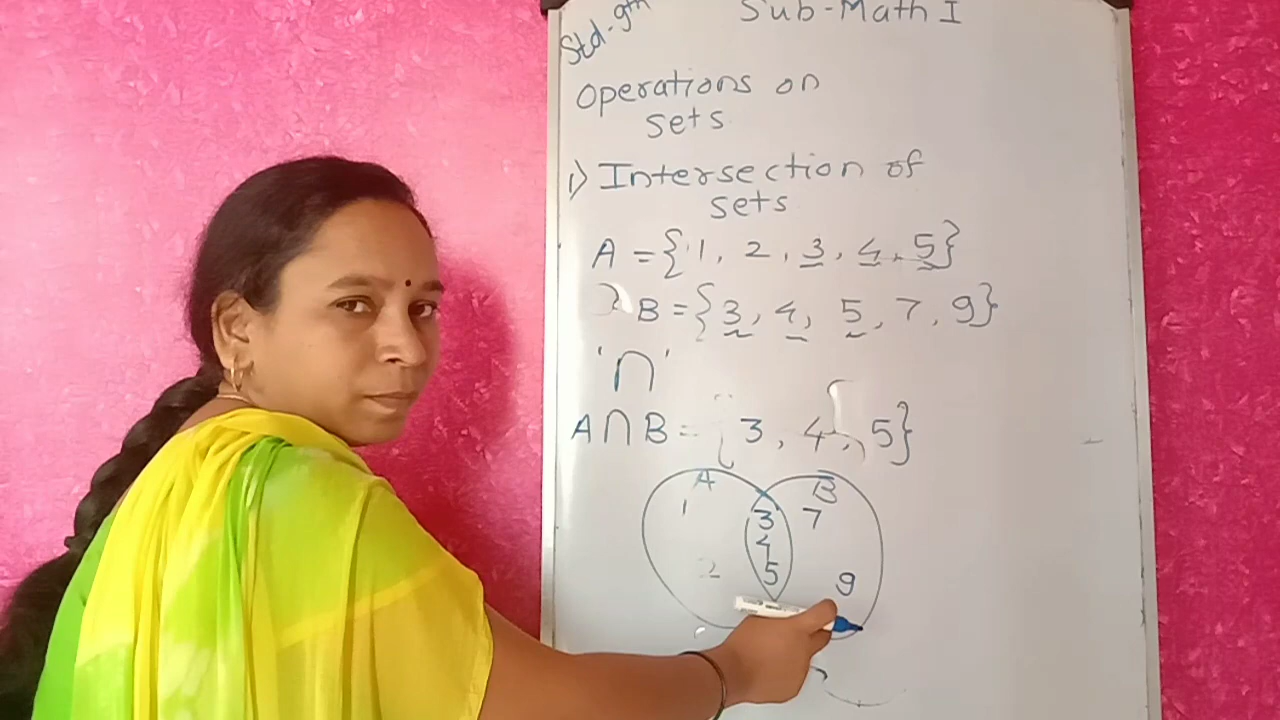 Std-9th
Sub-Math I
Operations on
sets
1) Intersection of
sets
A = {1, 2, 3, 4, 5}
B = {3, 4, 5, 7, 9}
'∩'
A∩B = { 3, 4, 5}
A B
1 3 7
4
2 5 9